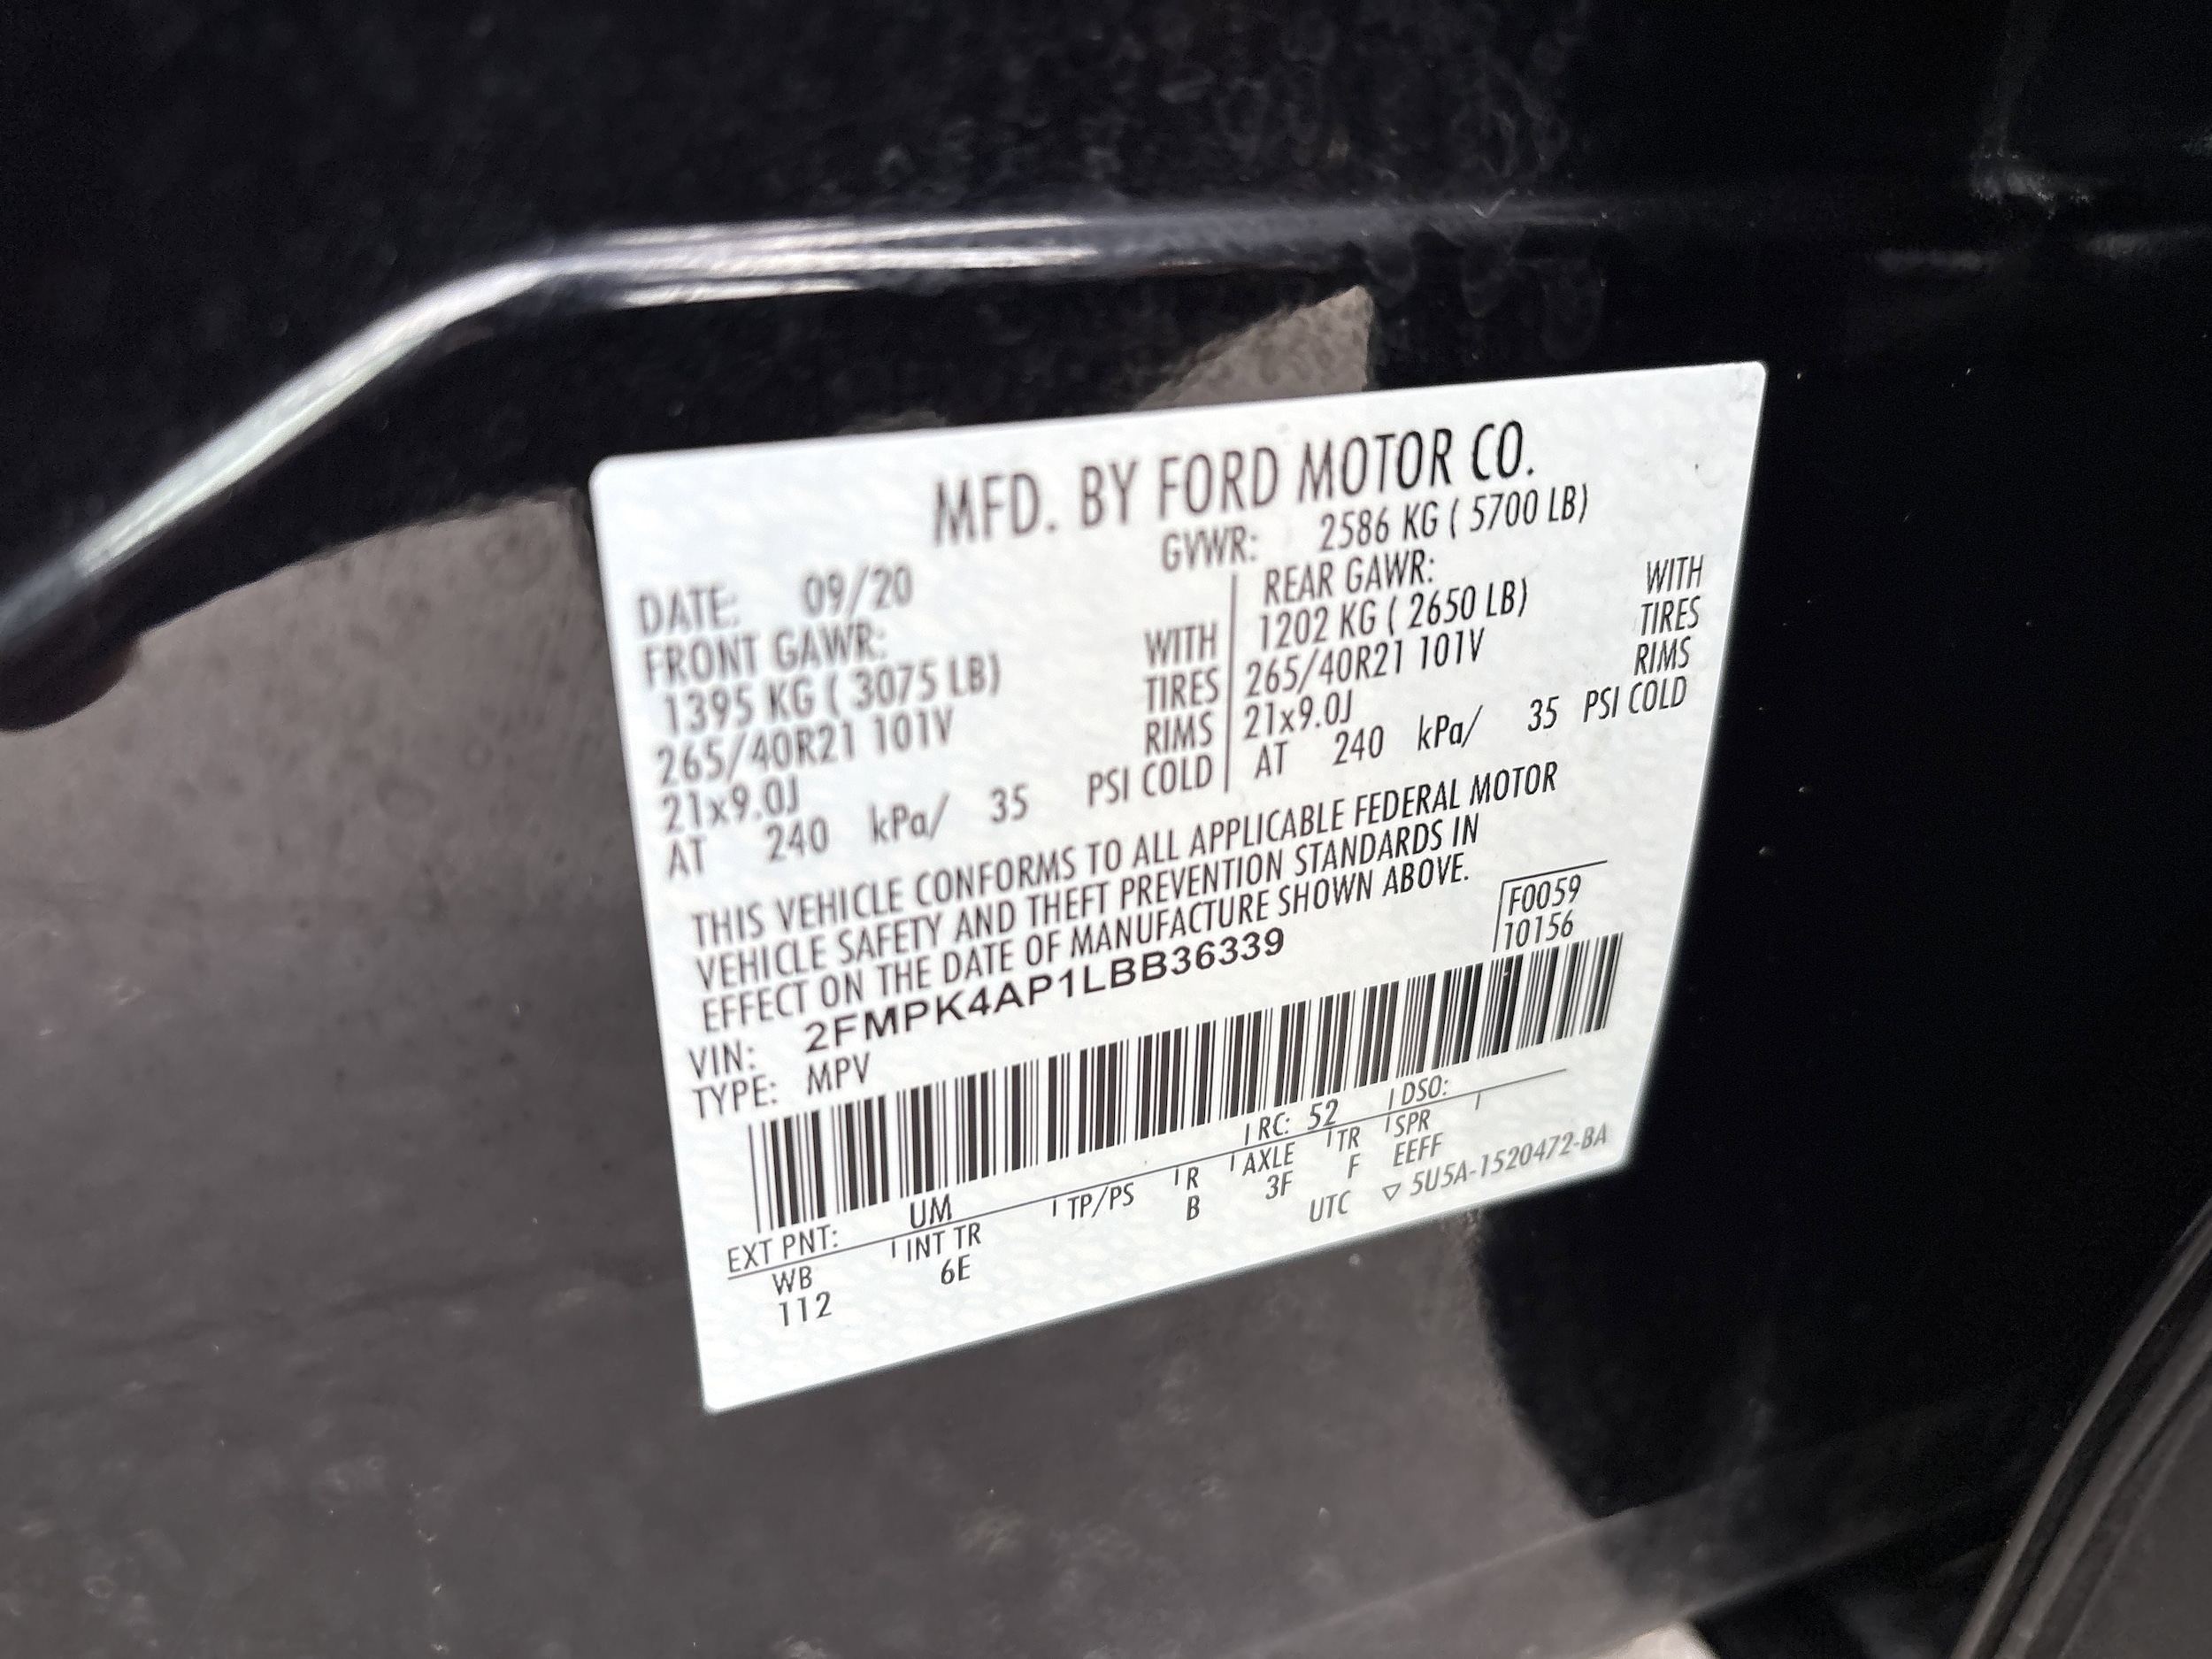 MFD. BY FORD MOTOR CO.
DATE: 09/20 GVWR: 2586 KG ( 5700 LB)
FRONT GAWR: REAR GAWR:
1395 KG ( 3075 LB) WITH 1202 KG ( 2650 LB) WITH
265/40R21 101V TIRES 265/40R21 101V TIRES
21x9.0J RIMS 21x9.0J RIMS
AT 240 kPa/ 35 PSI COLD AT 240 kPa/ 35 PSI COLD
THIS VEHICLE CONFORMS TO ALL APPLICABLE FEDERAL MOTOR
VEHICLE SAFETY AND THEFT PREVENTION STANDARDS IN
EFFECT ON THE DATE OF MANUFACTURE SHOWN ABOVE.
VIN: 2FMPK4AP1LBB36339 F0059
TYPE: MPV 10156
EXT PNT: UM RC: 52 DSO:
WB INT TR TP/PS R AXLE TR SPR
112 6E B 3F F EEFF
UTC ▽ 5U5A-1520472-BA